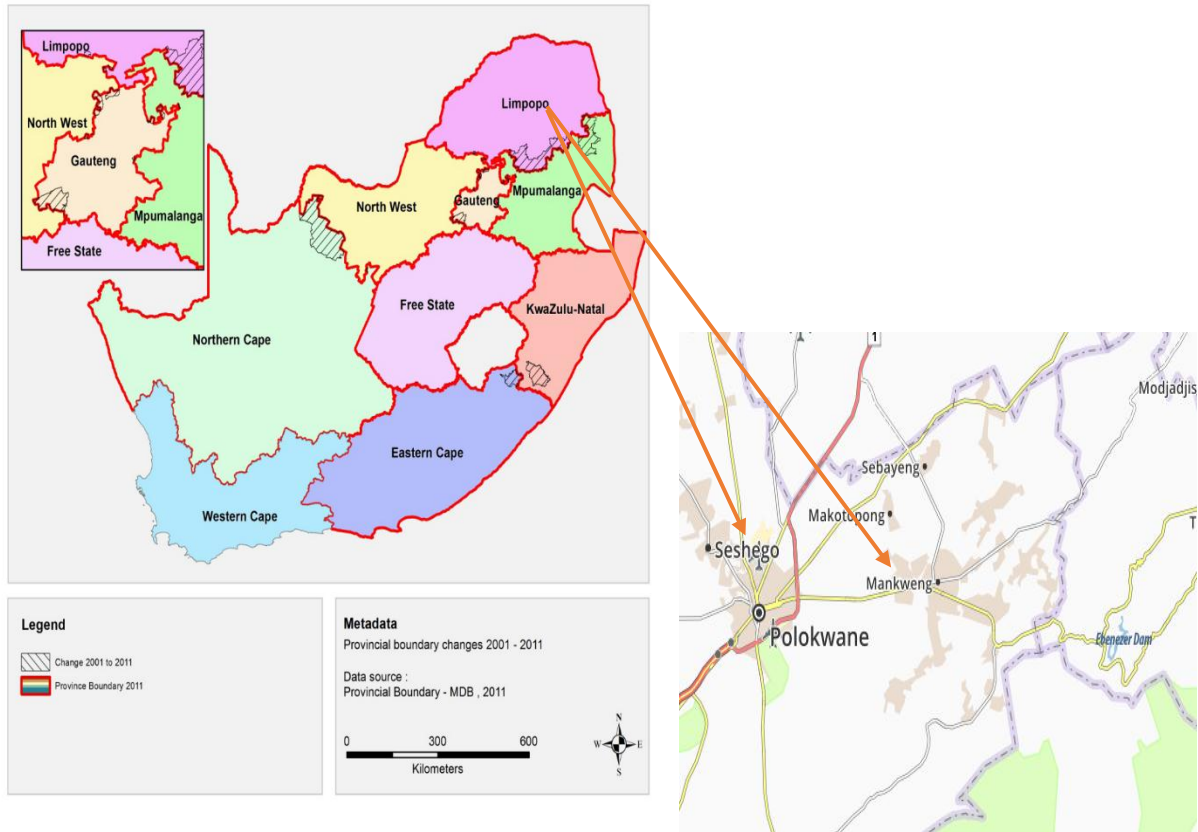 Limpopo
North West
Gauteng
Mpumalanga
Free State
Limpopo
North West
Gauteng
Mpumalanga
Free State
KwaZulu-Natal
Northern Cape
Eastern Cape
Western Cape
Legend
Change 2001 to 2011
Province Boundary 2011
Metadata
Provincial boundary changes 2001 - 2011
Data source :
Provincial Boundary - MDB , 2011
0 300 600
Kilometers
N
W E
S
1
Modjadjis
Sebayeng
Makotopong
T
Seshego
Mankweng
Polokwane
Ebenezer Dam